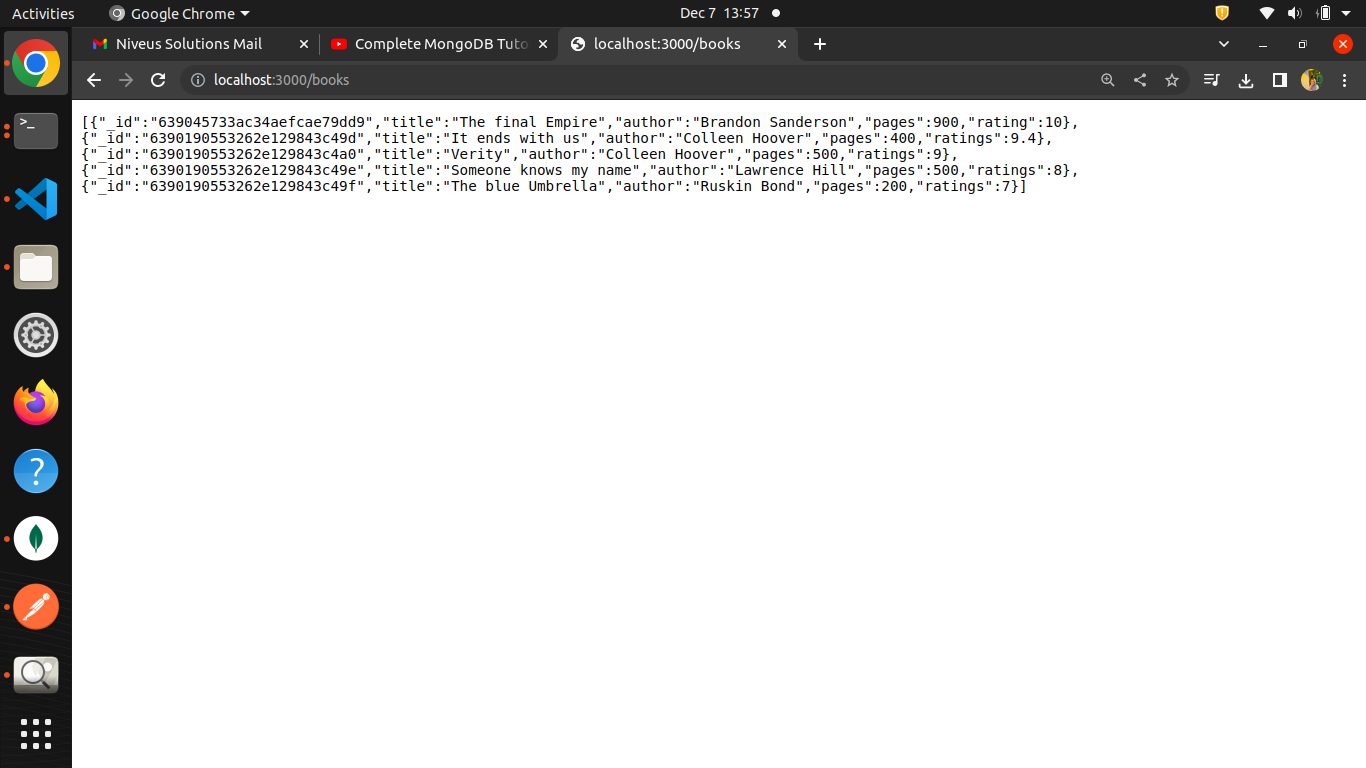 Activities Google Chrome Dec 7 13:57
Niveus Solutions Mail Complete MongoDB Tuto localhost:3000/books
localhost:3000/books
[{"_id":"639045733ac34aefcae79dd9","title":"The final Empire","author":"Brandon Sanderson","pages":900,"rating":10},
{"_id":"6390190553262e129843c49d","title":"It ends with us","author":"Colleen Hoover","pages":400,"ratings":9.4},
{"_id":"6390190553262e129843c4a0","title":"Verity","author":"Colleen Hoover","pages":500,"ratings":9},
{"_id":"6390190553262e129843c49e","title":"Someone knows my name","author":"Lawrence Hill","pages":500,"ratings":8},
{"_id":"6390190553262e129843c49f","title":"The blue Umbrella","author":"Ruskin Bond","pages":200,"ratings":7}]